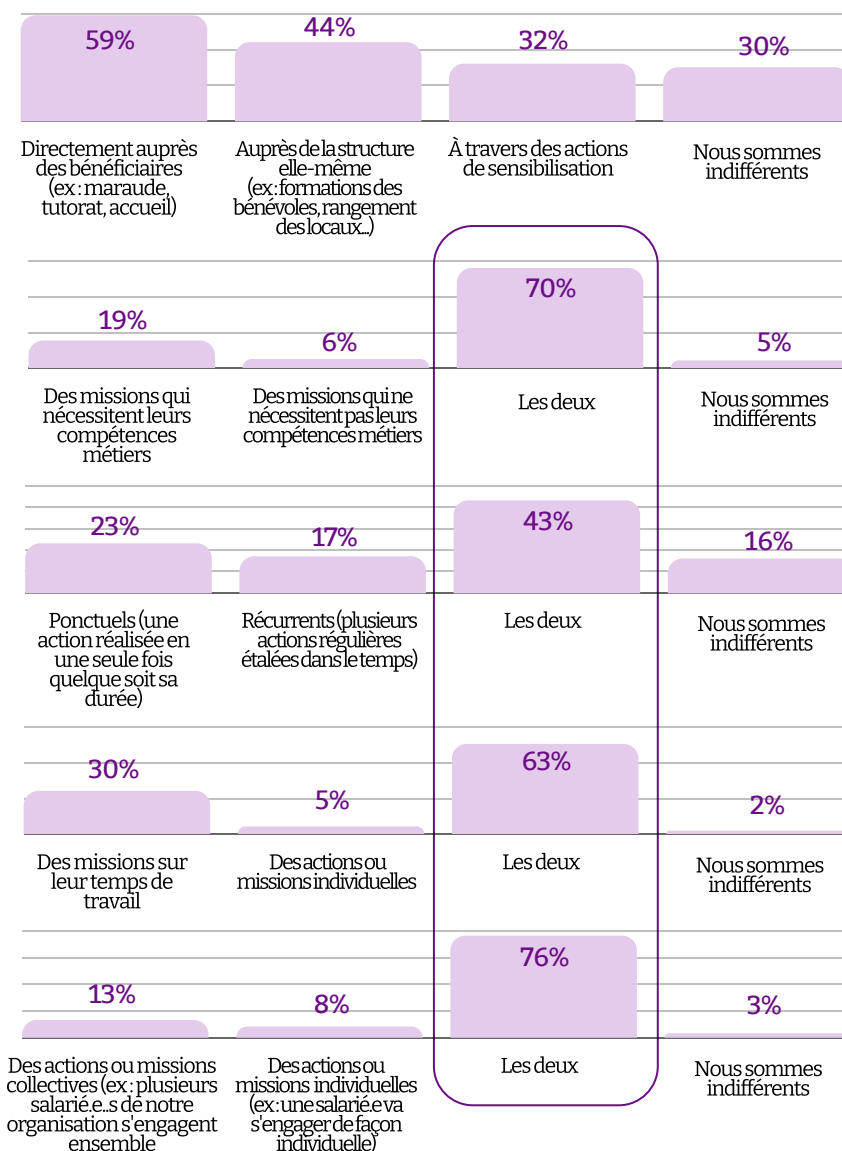 59%
44%
32%
30%
Directement auprès
des bénéficiaires
(ex : maraude,
tutorat, accueil)
Auprès de la structure
elle-même
(ex : formations des
bénévoles, rangement
des locaux...)
À travers des actions
de sensibilisation
Nous sommes
indifférents
19%
6%
70%
5%
Des missions qui
nécessitent leurs
compétences
métiers
Des missions qui ne
nécessitent pas leurs
compétences métiers
Les deux
Nous sommes
indifférents
23%
17%
43%
16%
Ponctuels (une
action réalisée en
une seule fois
quelque soit sa
durée)
Récurrents (plusieurs
actions régulières
étalées dans le temps)
Les deux
Nous sommes
indifférents
30%
5%
63%
2%
Des missions sur
leur temps de
travail
Des actions ou
missions individuelles
Les deux
Nous sommes
indifférents
13%
8%
76%
3%
Des actions ou missions
collectives (ex : plusieurs
salarié.e..s de notre
organisation s'engagent
ensemble
Des actions ou
missions individuelles
(ex : une salarié.e va
s'engager de façon
individuelle)
Les deux
Nous sommes
indifférents